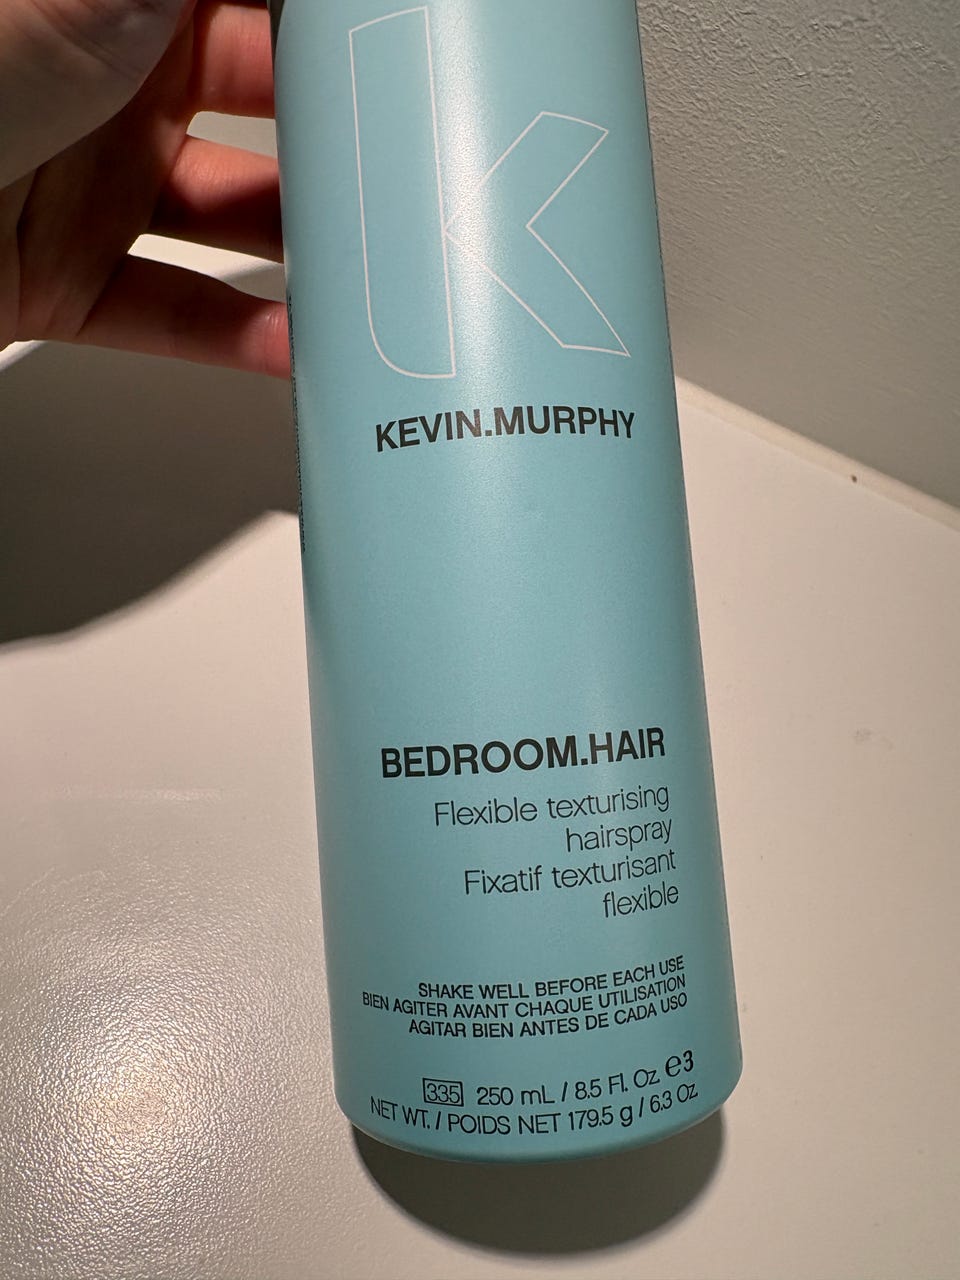 k
KEVIN.MURPHY
BEDROOM.HAIR
Flexible texturising
hairspray
Fixatif texturisant
flexible
SHAKE WELL BEFORE EACH USE
BIEN AGITER AVANT CHAQUE UTILISATION
AGITAR BIEN ANTES DE CADA USO
335 250 mL / 8.5 Fl. Oz. ℮3
NET WT. / POIDS NET 179.5 g / 6.3 Oz.